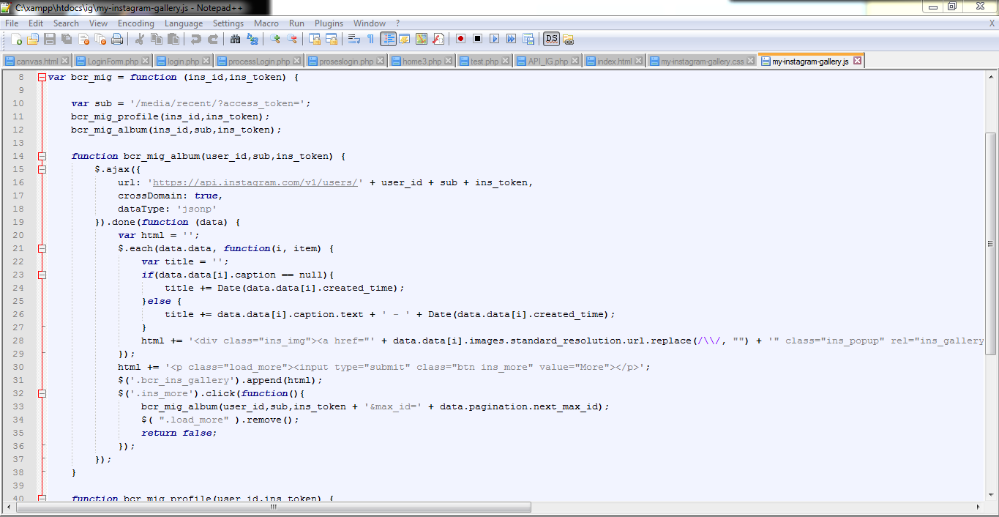 C:\xampp\htdocs\ig\my-instagram-gallery.js - Notepad++
File Edit Search View Encoding Language Settings Macro Run Plugins Window ? X
canvas.html LoginForm.php login.php processLogin.php proseslogin.php home3.php test.php API_IG.php index.html my-instagram-gallery.css my-instagram-gallery.js
8 var bcr_mig = function (ins_id,ins_token) {
9
10 var sub = '/media/recent/?access_token=';
11 bcr_mig_profile(ins_id,ins_token);
12 bcr_mig_album(ins_id,sub,ins_token);
13
14 function bcr_mig_album(user_id,sub,ins_token) {
15 $.ajax({
16 url: 'https://api.instagram.com/v1/users/' + user_id + sub + ins_token,
17 crossDomain: true,
18 dataType: 'jsonp'
19 }).done(function (data) {
20 var html = '';
21 $.each(data.data, function(i, item) {
22 var title = '';
23 if(data.data[i].caption == null){
24 title += Date(data.data[i].created_time);
25 }else {
26 title += data.data[i].caption.text + ' - ' + Date(data.data[i].created_time);
27 }
28 html += '<div class="ins_img"><a href="' + data.data[i].images.standard_resolution.url.replace(/\\/, "") + '" class="ins_popup" rel="ins_gallery
29 });
30 html += '<p class="load_more"><input type="submit" class="btn ins_more" value="More"></p>';
31 $('.bcr_ins_gallery').append(html);
32 $('.ins_more').click(function(){
33 bcr_mig_album(user_id,sub,ins_token + '&max_id=' + data.pagination.next_max_id);
34 $( ".load_more" ).remove();
35 return false;
36 });
37 });
38 }
39
40 function bcr_mig_profile(user_id,ins_token) {